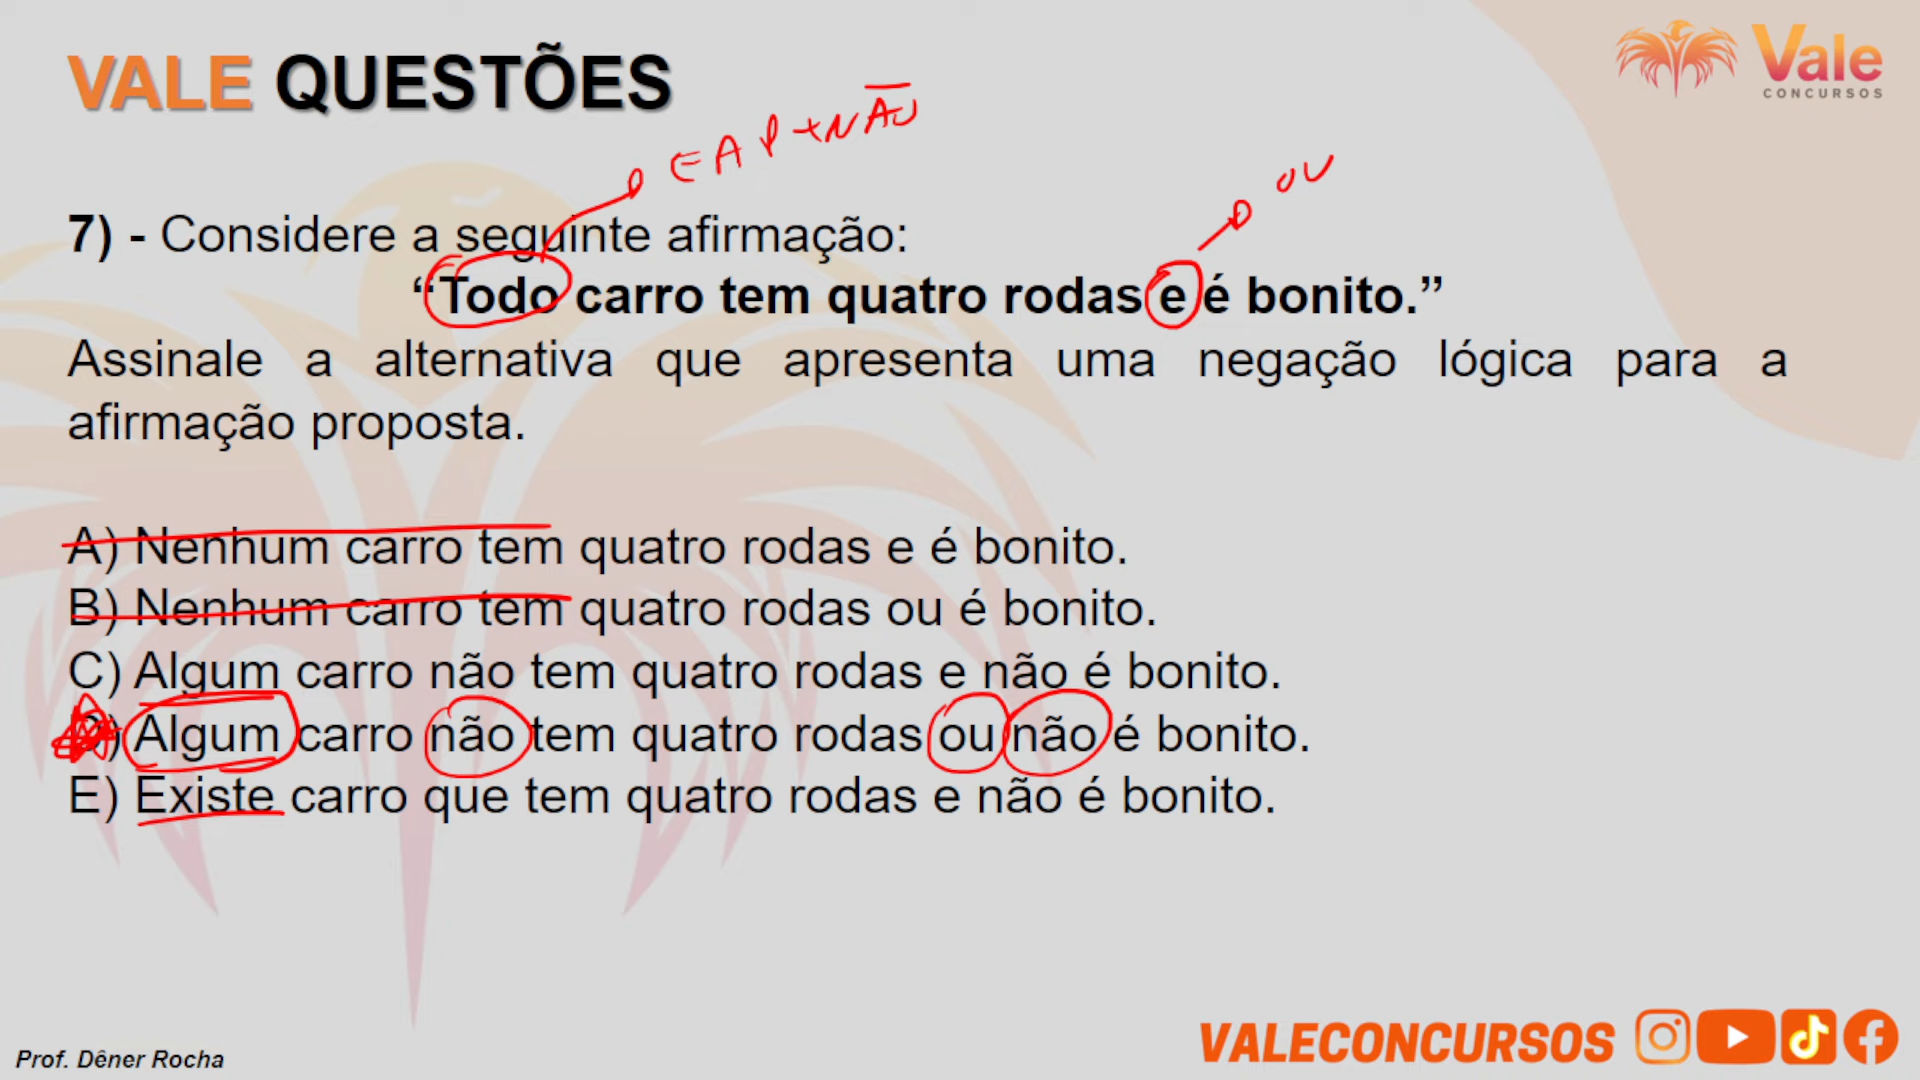 VALE QUESTÕES
Vale
CONCURSOS
EAP + NÃO
OU
7) - Considere a seguinte afirmação:
“Todo carro tem quatro rodas e é bonito.”
Assinale a alternativa que apresenta uma negação lógica para a
afirmação proposta.
A) Nenhum carro tem quatro rodas e é bonito.
B) Nenhum carro tem quatro rodas ou é bonito.
C) Algum carro não tem quatro rodas e não é bonito.
D) Algum carro não tem quatro rodas ou não é bonito.
E) Existe carro que tem quatro rodas e não é bonito.
Prof. Dêner Rocha
VALECONCURSOS